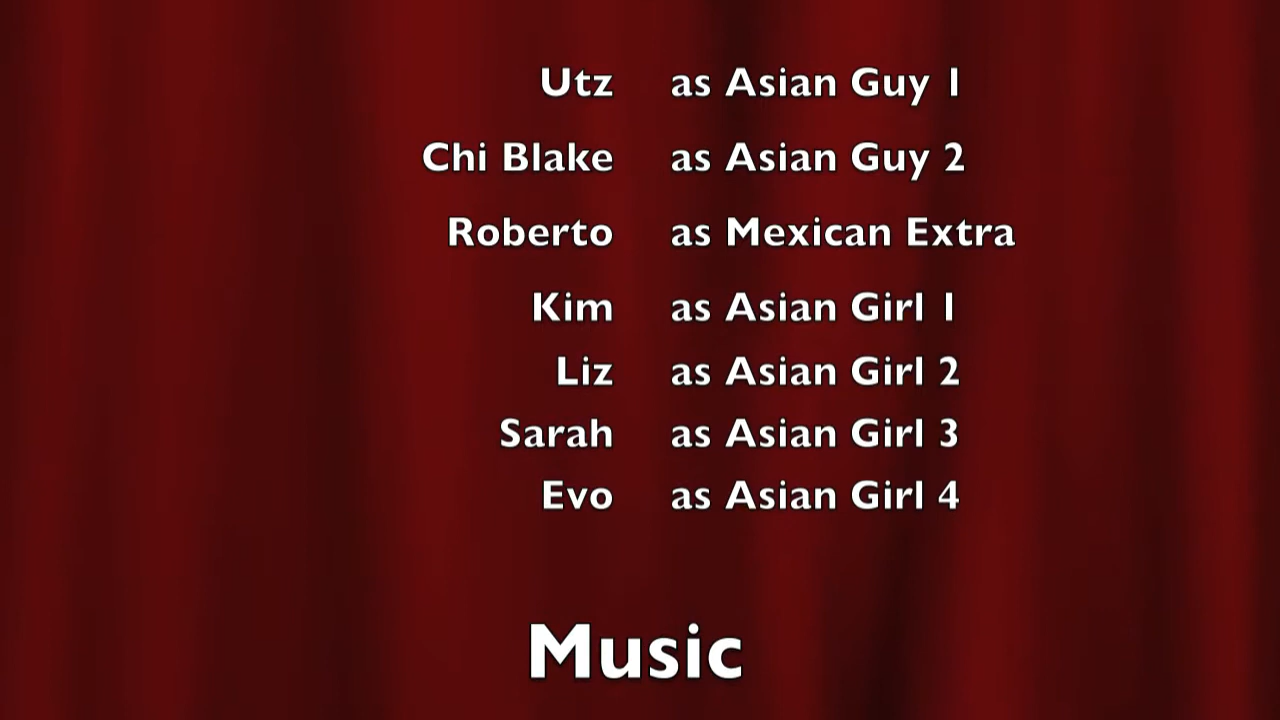 Utz as Asian Guy 1
Chi Blake as Asian Guy 2
Roberto as Mexican Extra
Kim as Asian Girl 1
Liz as Asian Girl 2
Sarah as Asian Girl 3
Evo as Asian Girl 4
Music